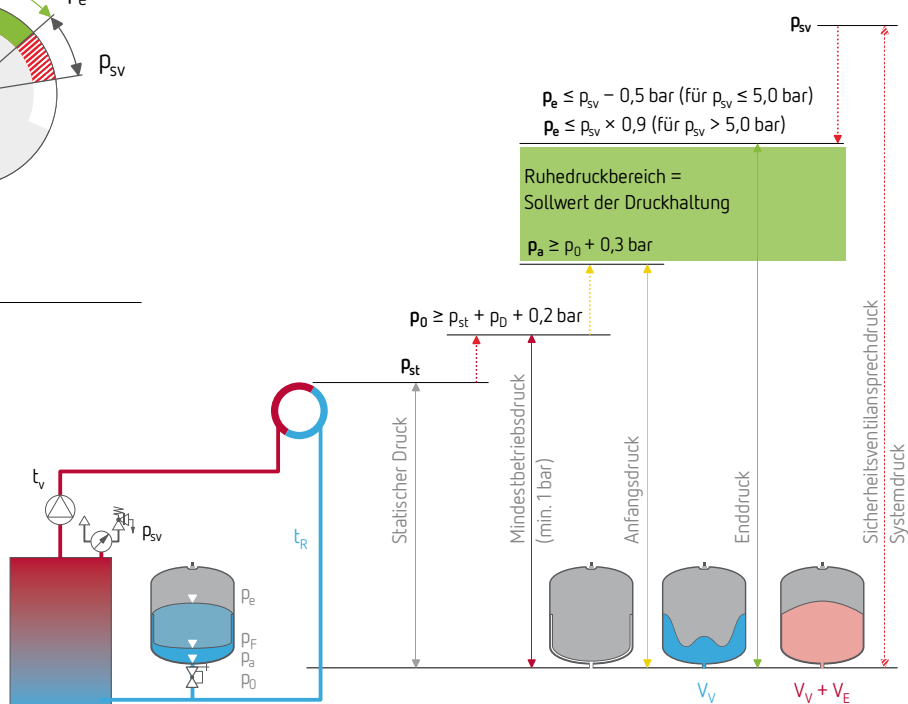 pe
psv
psv
pe ≤ psv − 0,5 bar (für psv ≤ 5,0 bar)
pe ≤ psv × 0,9 (für psv > 5,0 bar)
Ruhedruckbereich =
Sollwert der Druckhaltung
pa ≥ p0 + 0,3 bar
p0 ≥ pst + pD + 0,2 bar
pst
Statischer Druck
Mindestbetriebsdruck
(min. 1 bar)
Anfangsdruck
Enddruck
Sicherheitsventilansprechdruck
Systemdruck
tv
psv
tR
pe
pF
pa
p0
VV
VV + VE